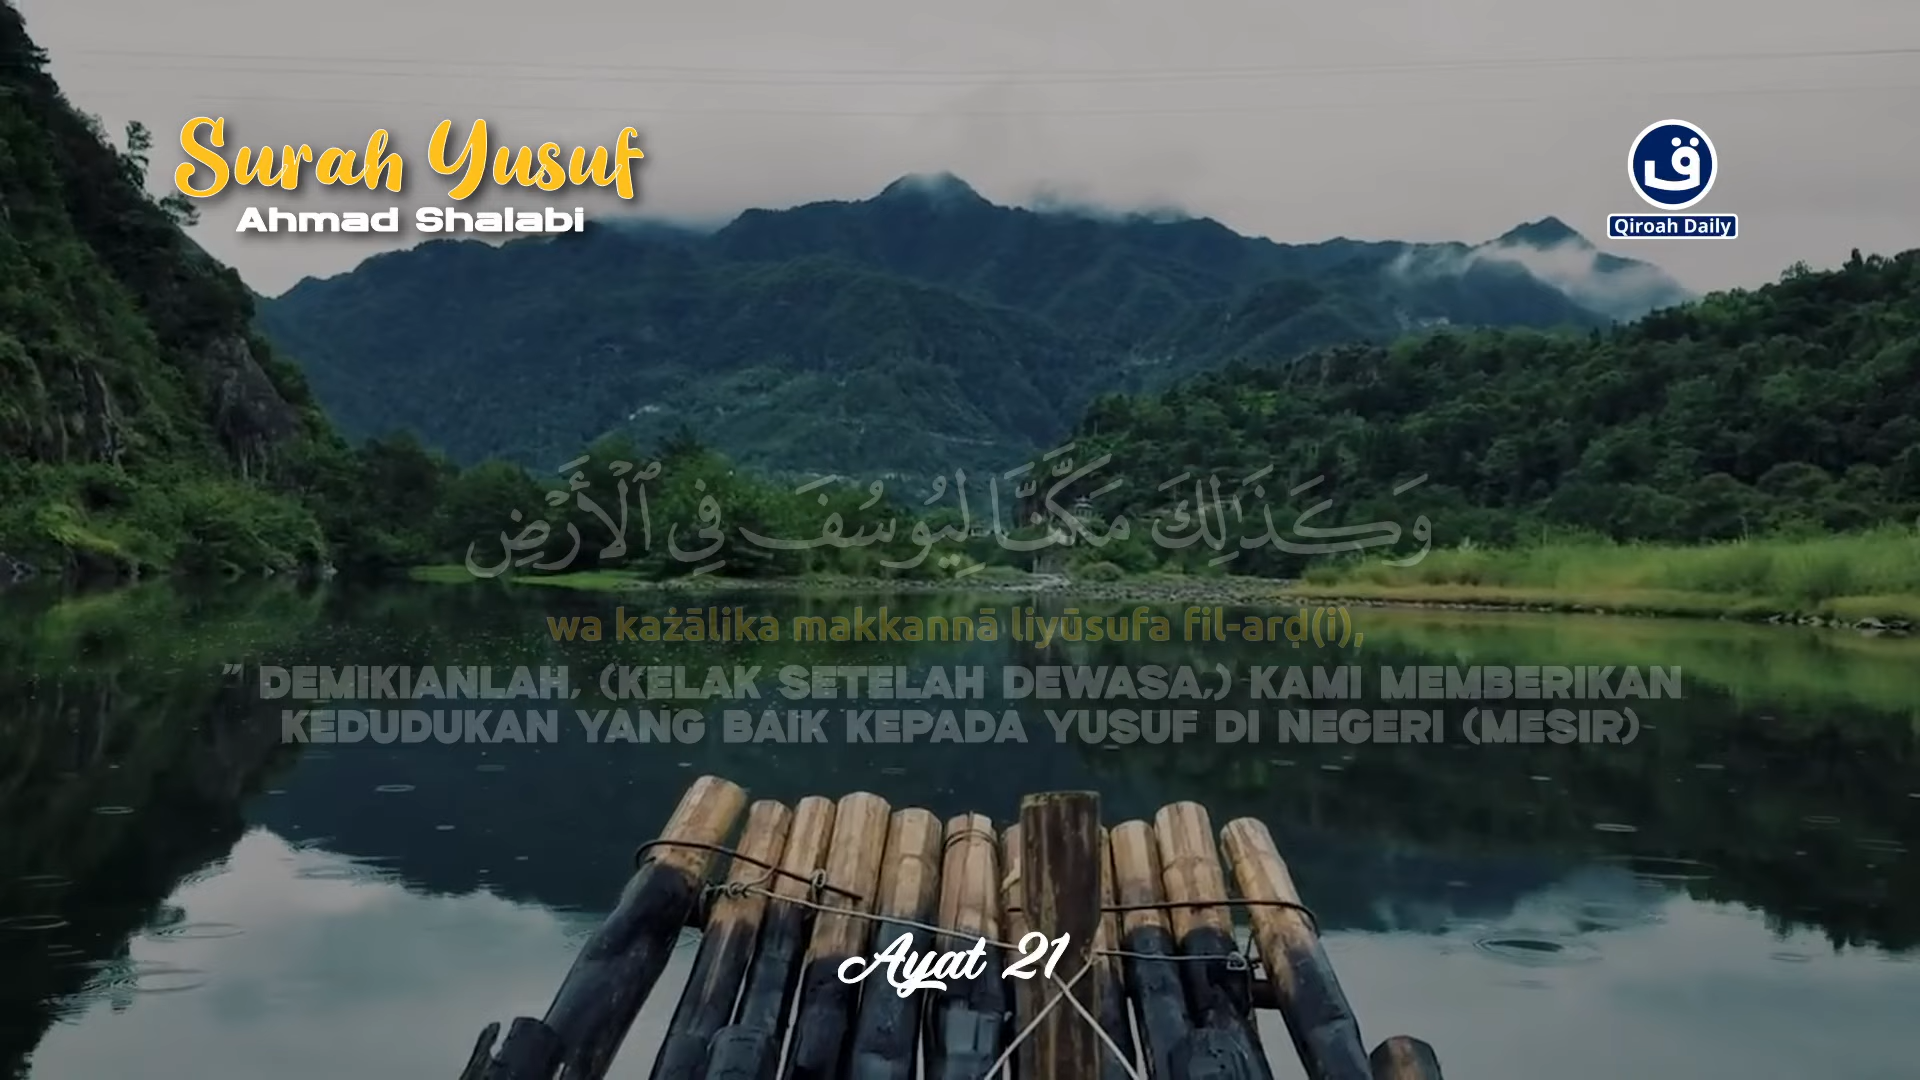 Surah Yusuf
Ahmad Shalabi
ق
Qiroah Daily
وَكَذَٰلِكَ مَكَّنَّا لِيُوسُفَ فِي ٱلْأَرْضِ
wa każālika makkannā liyūsufa fil-arḍ(i),
” DEMIKIANLAH, (KELAK SETELAH DEWASA,) KAMI MEMBERIKAN
KEDUDUKAN YANG BAIK KEPADA YUSUF DI NEGERI (MESIR)
Ayat 21